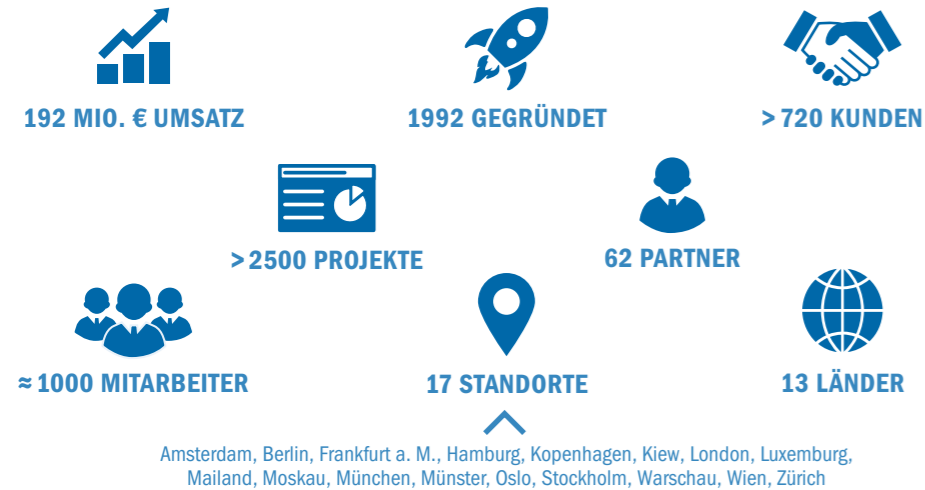 192 MIO. € UMSATZ
1992 GEGRÜNDET
> 720 KUNDEN
> 2500 PROJEKTE
62 PARTNER
≈ 1000 MITARBEITER
17 STANDORTE
13 LÄNDER
Amsterdam, Berlin, Frankfurt a. M., Hamburg, Kopenhagen, Kiew, London, Luxemburg,
Mailand, Moskau, München, Münster, Oslo, Stockholm, Warschau, Wien, Zürich